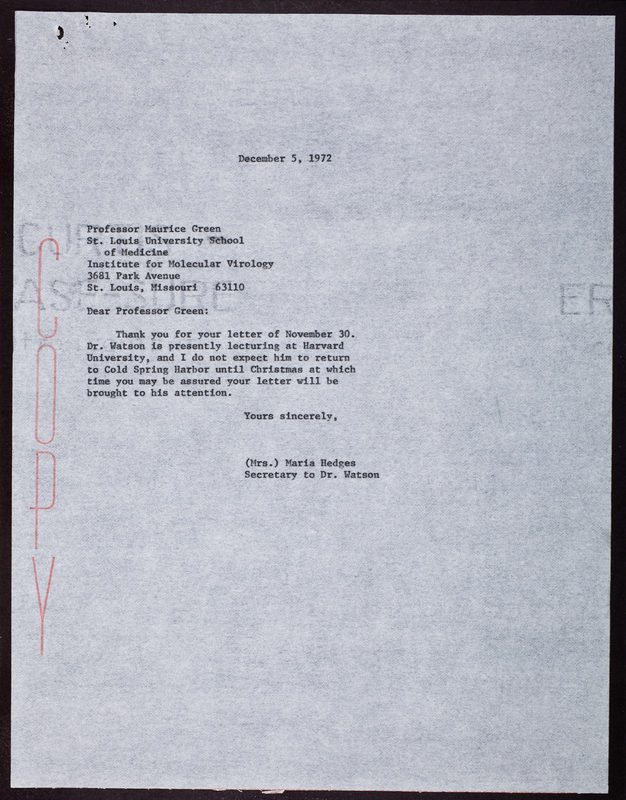 December 5, 1972
Professor Maurice Green
St. Louis University School
of Medicine
Institute for Molecular Virology
3681 Park Avenue
St. Louis, Missouri 63110
Dear Professor Green:
Thank you for your letter of November 30.
Dr. Watson is presently lecturing at Harvard
University, and I do not expect him to return
to Cold Spring Harbor until Christmas at which
time you may be assured your letter will be
brought to his attention.
Yours sincerely,
(Mrs.) Maria Hedges
Secretary to Dr. Watson
COPY